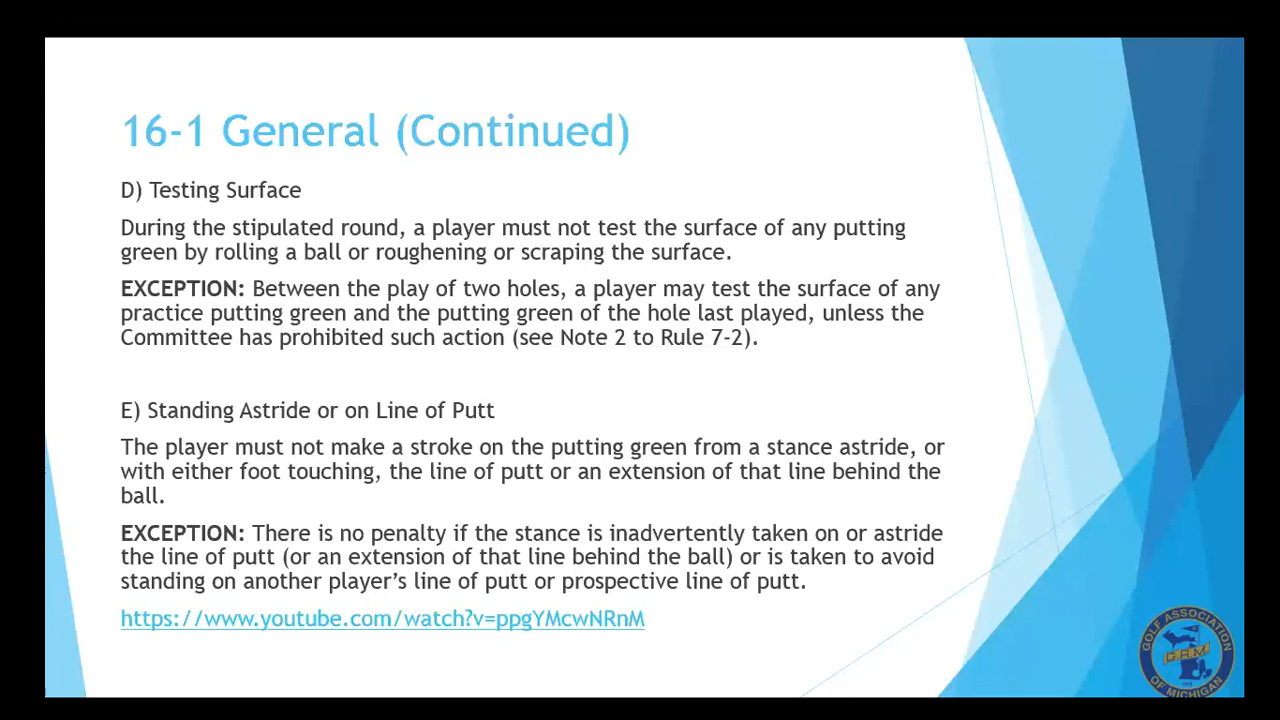 16-1 General (Continued)
D) Testing Surface
During the stipulated round, a player must not test the surface of any putting
green by rolling a ball or roughening or scraping the surface.
EXCEPTION: Between the play of two holes, a player may test the surface of any
practice putting green and the putting green of the hole last played, unless the
Committee has prohibited such action (see Note 2 to Rule 7-2).
E) Standing Astride or on Line of Putt
The player must not make a stroke on the putting green from a stance astride, or
with either foot touching, the line of putt or an extension of that line behind the
ball.
EXCEPTION: There is no penalty if the stance is inadvertently taken on or astride
the line of putt (or an extension of that line behind the ball) or is taken to avoid
standing on another player’s line of putt or prospective line of putt.
https://www.youtube.com/watch?v=ppgYMcwNRnM
GOLF ASSOCIATION
G.A.M.
OF MICHIGAN